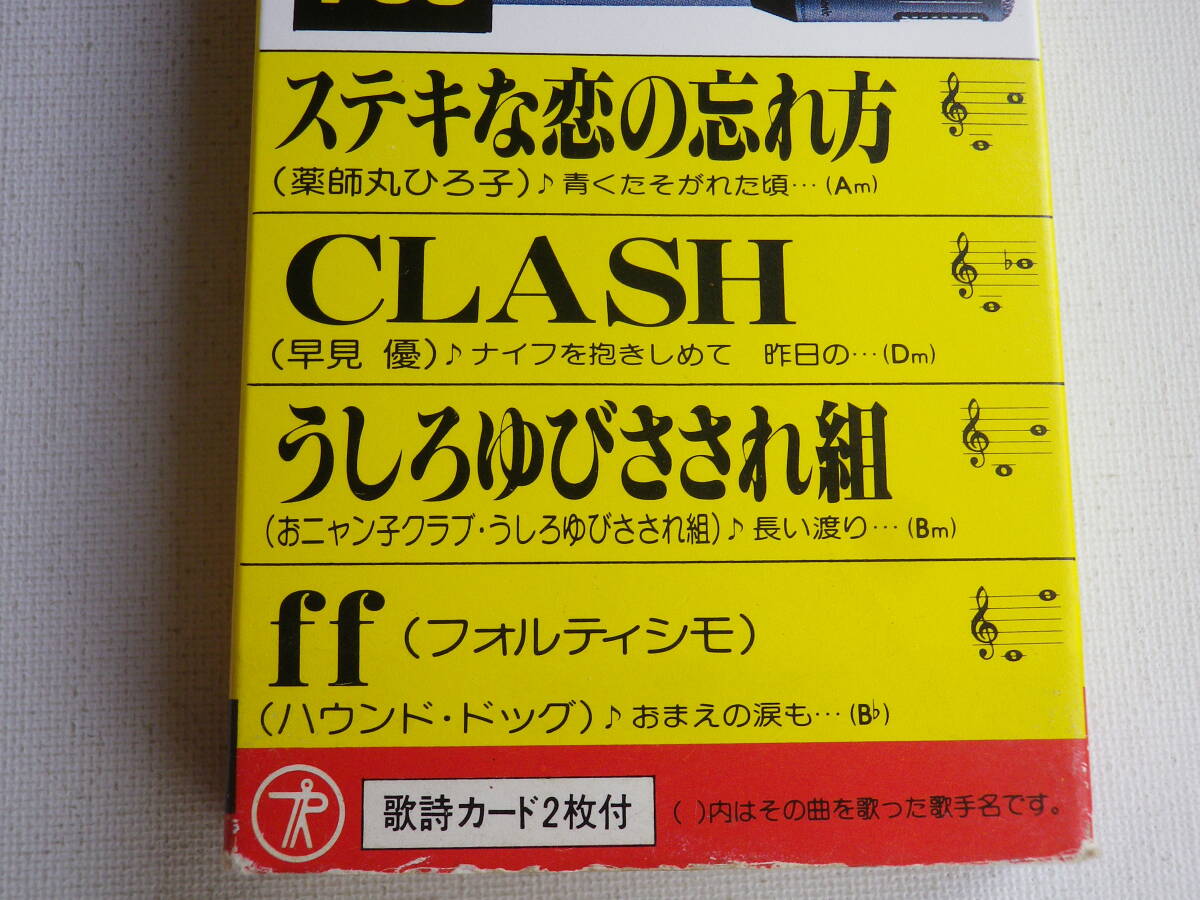 ステキな恋の忘れ方
(薬師丸ひろ子)♪青くたそがれた頃…(Am)
CLASH
(早見 優)♪ナイフを抱きしめて 昨日の…(Dm)
うしろゆびさされ組
(おニャン子クラブ・うしろゆびさされ組)♪長い渡り…(Bm)
ff (フォルティシモ)
(ハウンド・ドッグ)♪おまえの涙も…(B♭)
歌詩カード2枚付
( )内はその曲を歌った歌手名です。